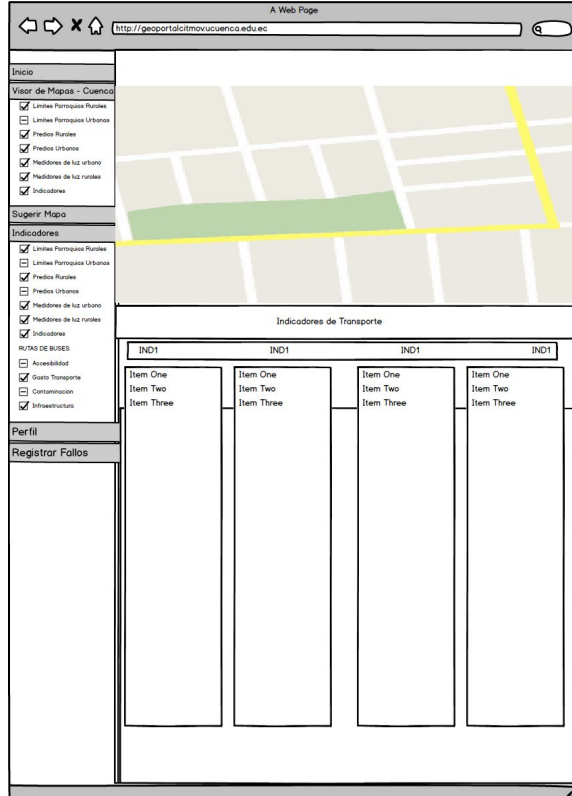 A Web Page
http://geoportalcitmovucuenca.edu.ec
Inicio
Visor de Mapas - Cuenca
Limites Parroquias Rurales
Limites Parroquias Urbanas
Predios Rurales
Predios Urbanos
Medidores de luz urbano
Medidores de luz rurales
Indicadores
Sugerir Mapa
Indicadores
Limites Parroquias Rurales
Limites Parroquias Urbanas
Predios Rurales
Predios Urbanos
Medidores de luz urbano
Medidores de luz rurales
Indicadores
RUTAS DE BUSES
Accesibilidad
Gasto Transporte
Contaminacion
Infraestructura
Perfil
Registrar Fallos
Indicadores de Transporte
IND1 IND1 IND1 IND1
Item One Item One Item One Item One
Item Two Item Two Item Two Item Two
Item Three Item Three Item Three Item Three